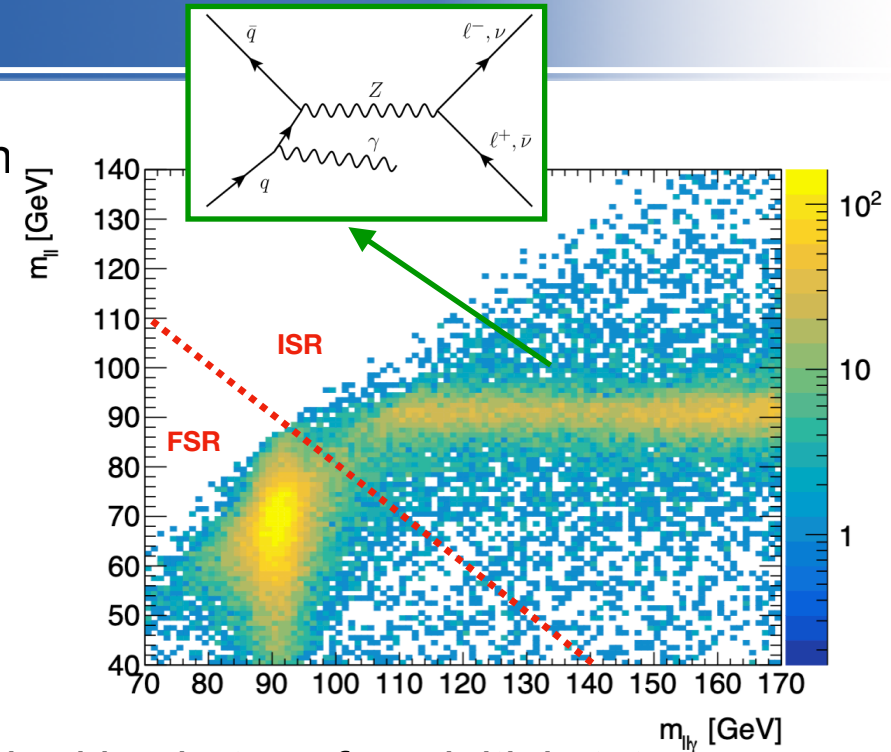 q̄
ℓ⁻, ν
Z
γ
ℓ⁺, ν̄
q
m_ll [GeV]
140
130
120
110
100
90
80
70
60
50
40
ISR
FSR
70 80 90 100 110 120 130 140 150 160 170
m_llγ [GeV]
10²
10
1